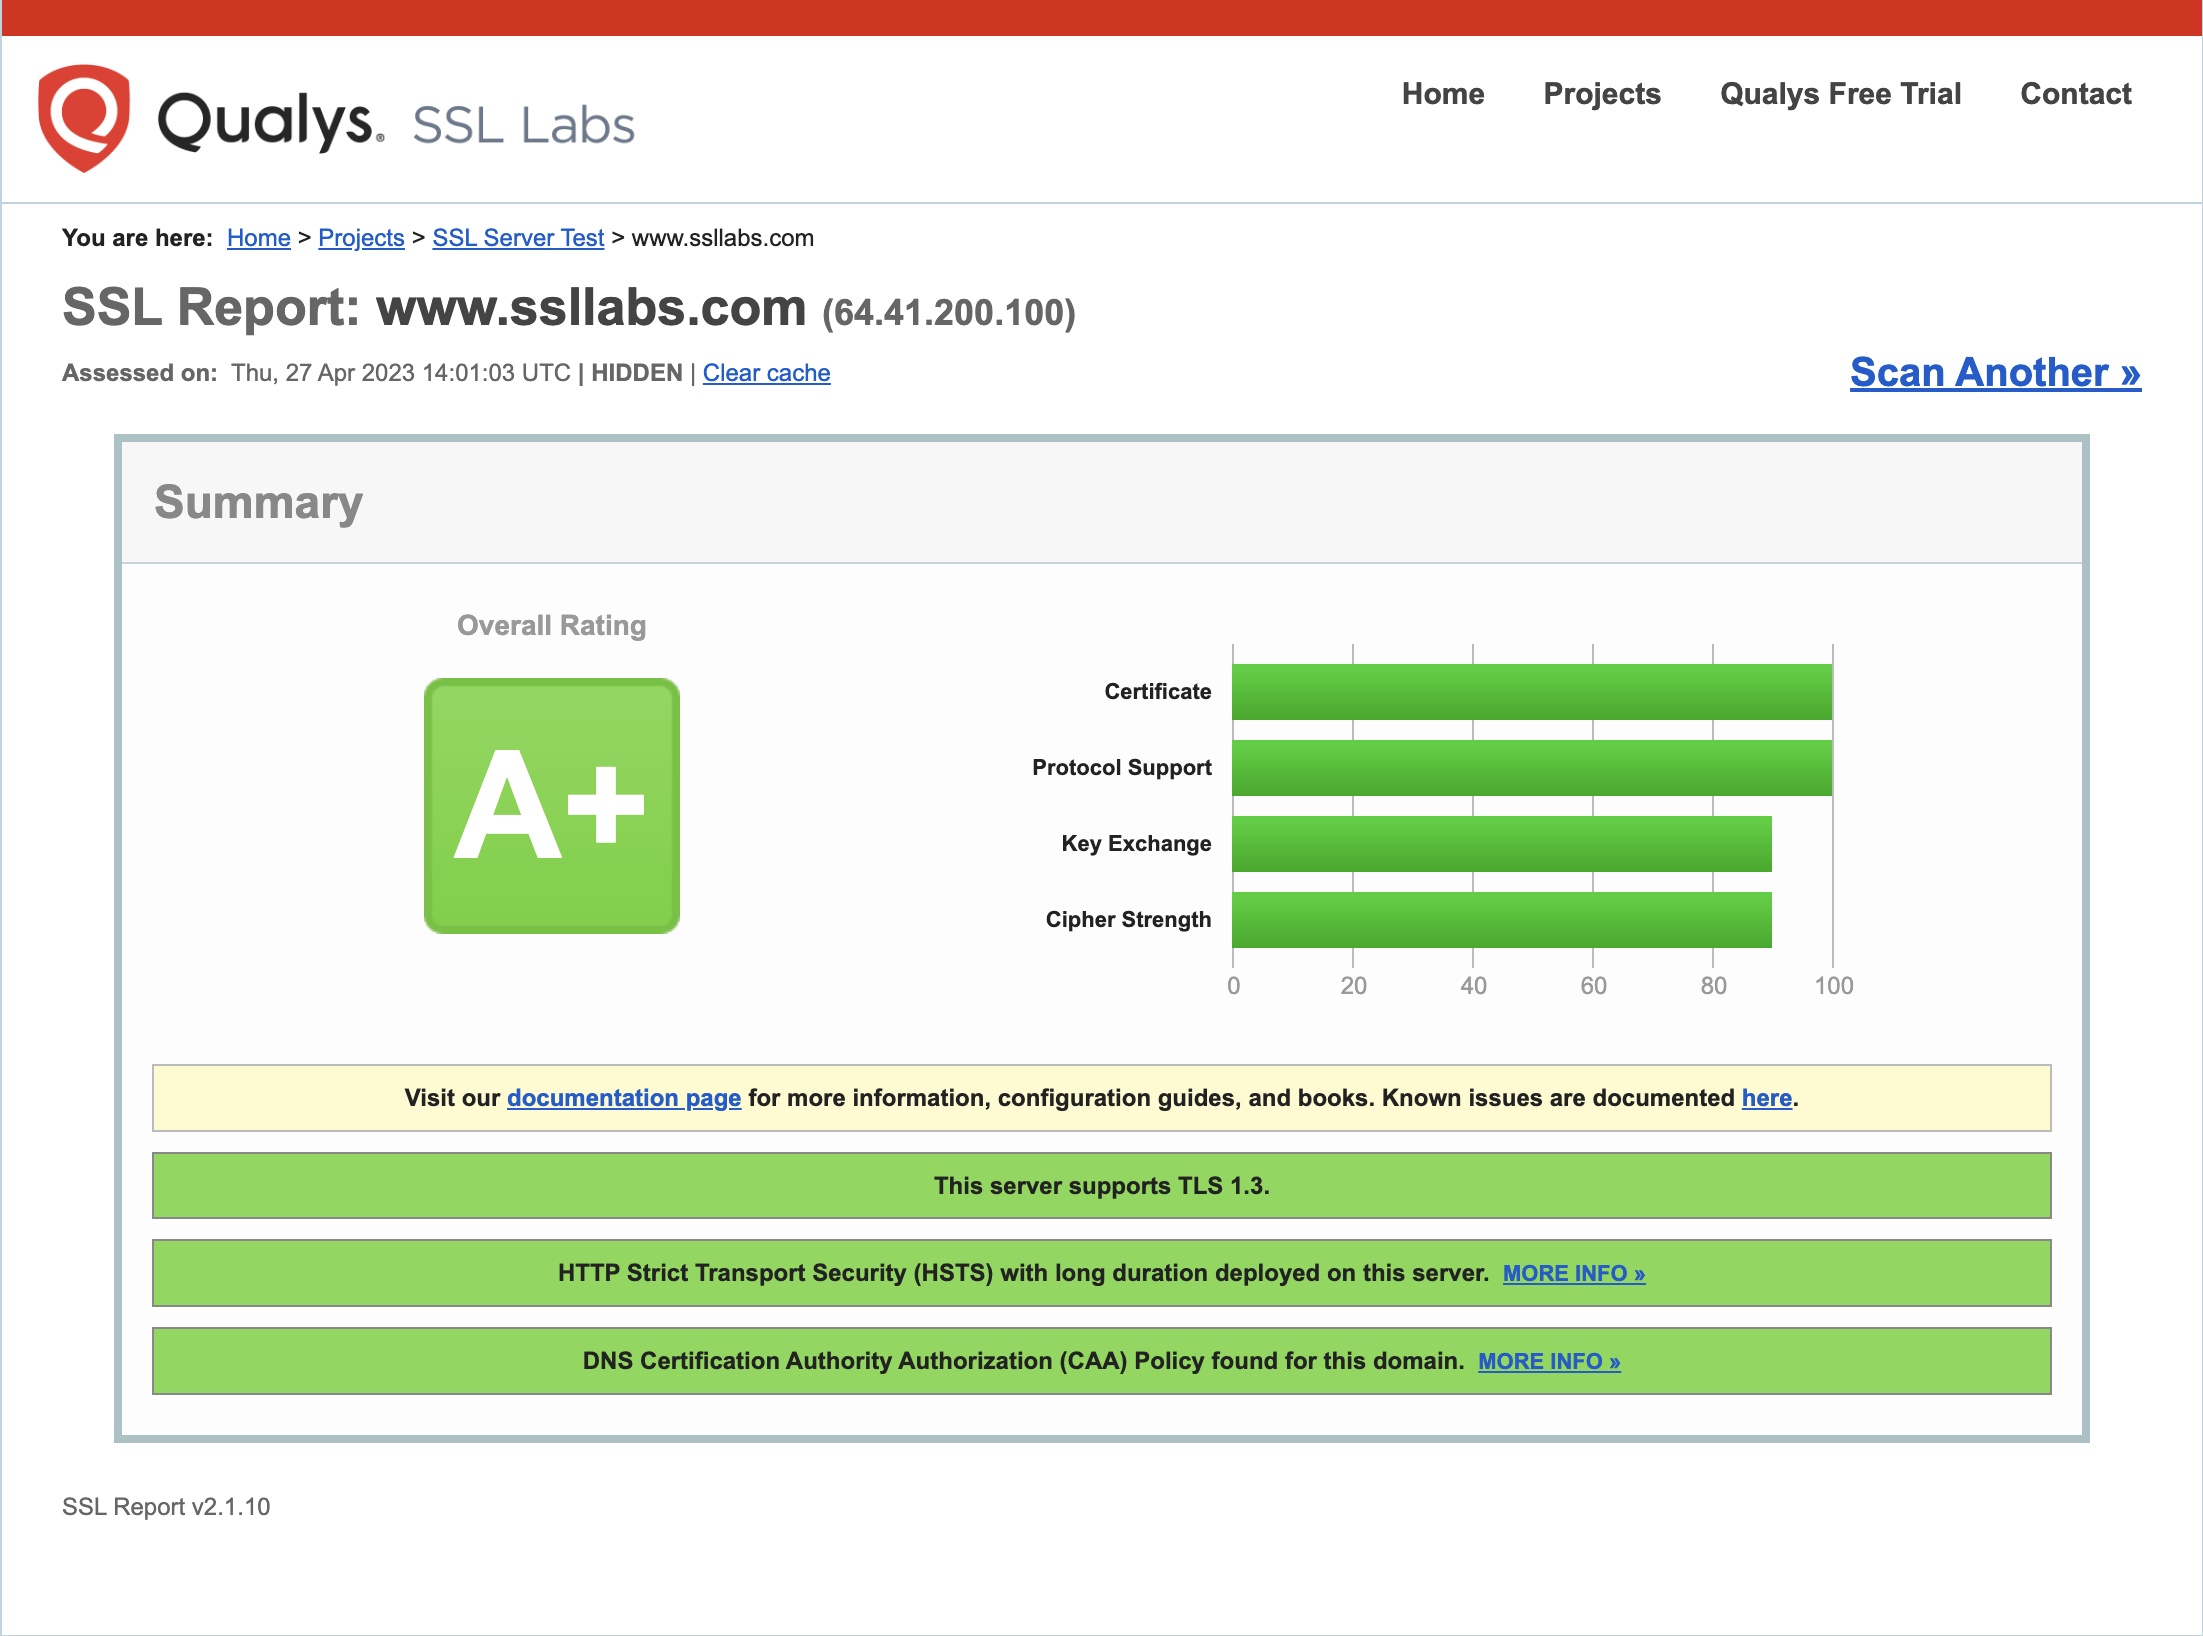 Qualys® SSL Labs
Home Projects Qualys Free Trial Contact
You are here: Home > Projects > SSL Server Test > www.ssllabs.com
SSL Report: www.ssllabs.com (64.41.200.100)
Assessed on: Thu, 27 Apr 2023 14:01:03 UTC | HIDDEN | Clear cache
Scan Another »
Summary
Overall Rating
A+
Certificate
Protocol Support
Key Exchange
Cipher Strength
0 20 40 60 80 100
Visit our documentation page for more information, configuration guides, and books. Known issues are documented here.
This server supports TLS 1.3.
HTTP Strict Transport Security (HSTS) with long duration deployed on this server. MORE INFO »
DNS Certification Authority Authorization (CAA) Policy found for this domain. MORE INFO »
SSL Report v2.1.10